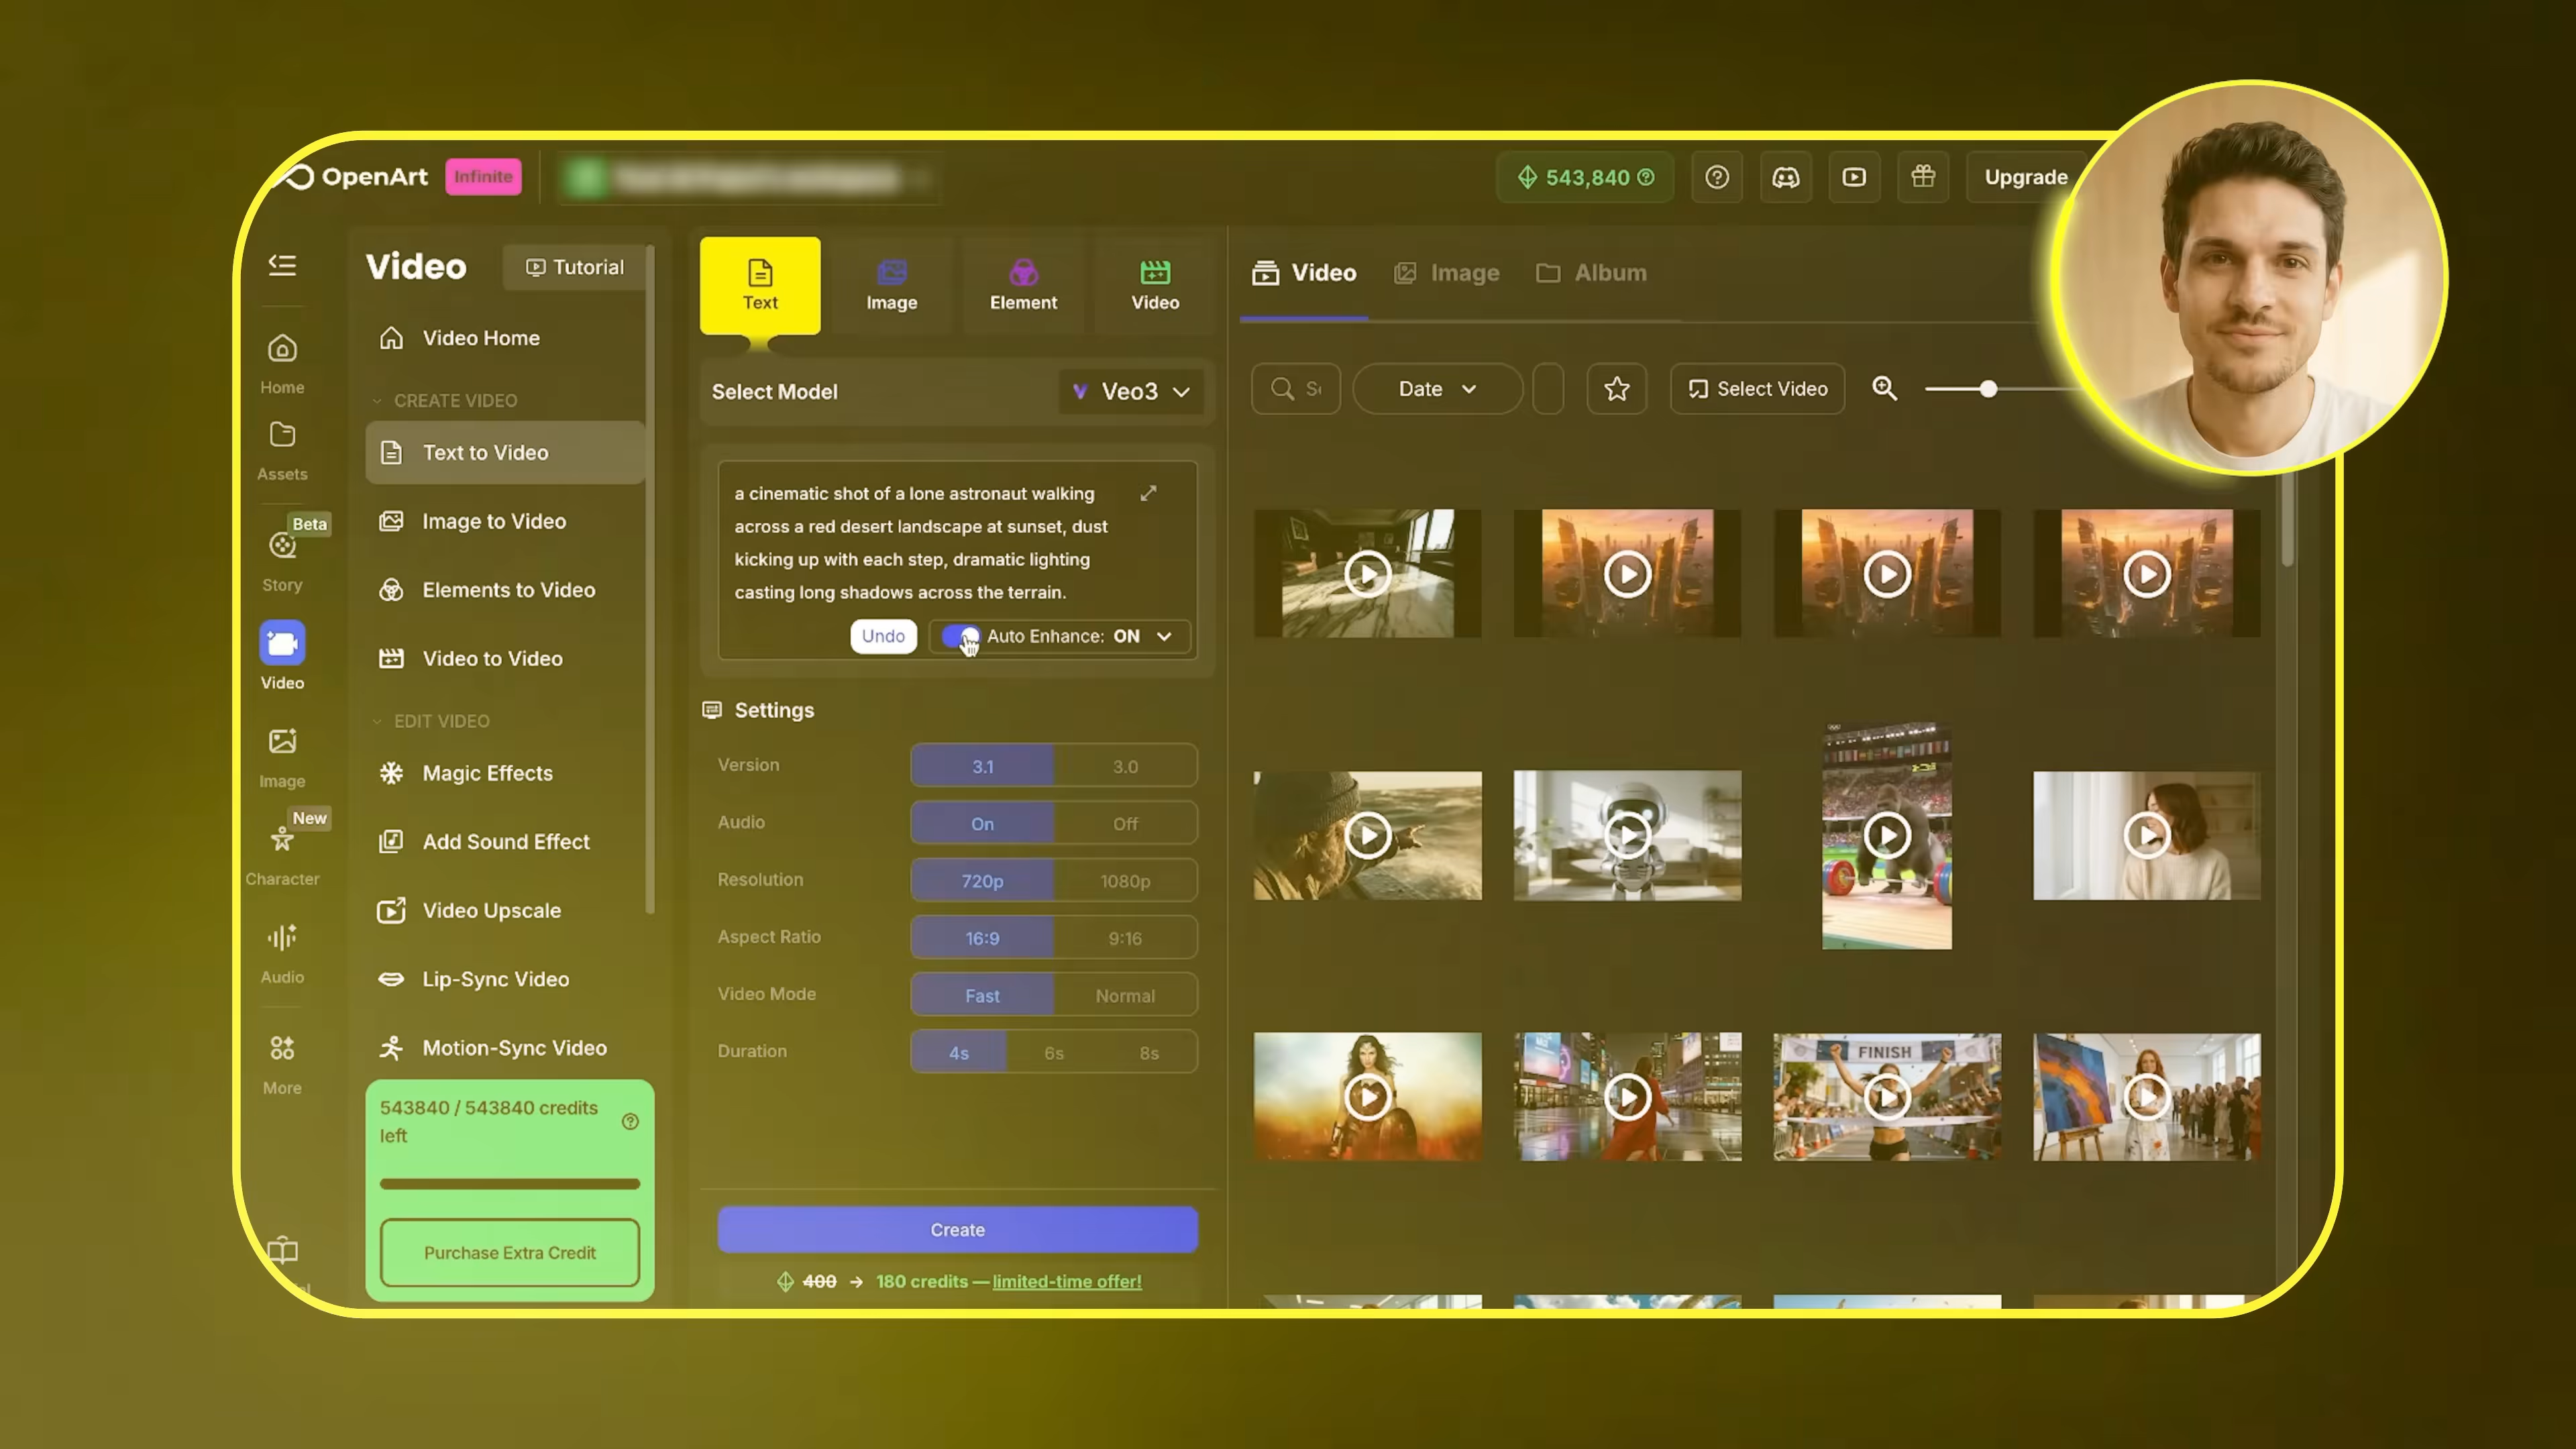 OpenArt
Infinite
543,840
Upgrade
Home
Assets
Beta
Story
Video
Image
New
Character
Audio
More
Video
Tutorial
Video Home
CREATE VIDEO
Text to Video
Image to Video
Elements to Video
Video to Video
EDIT VIDEO
Magic Effects
Add Sound Effect
Video Upscale
Lip-Sync Video
Motion-Sync Video
543840 / 543840 credits
left
Purchase Extra Credit
Text
Image
Element
Video
Select Model
Veo3
a cinematic shot of a lone astronaut walking
across a red desert landscape at sunset, dust
kicking up with each step, dramatic lighting
casting long shadows across the terrain.
Undo
Auto Enhance: ON
Settings
Version 3.1 3.0
Audio On Off
Resolution 720p 1080p
Aspect Ratio 16:9 9:16
Video Mode Fast Normal
Duration 4s 6s 8s
Create
400 → 180 credits — limited-time offer!
Video
Image
Album
Date
Select Video
FINISH